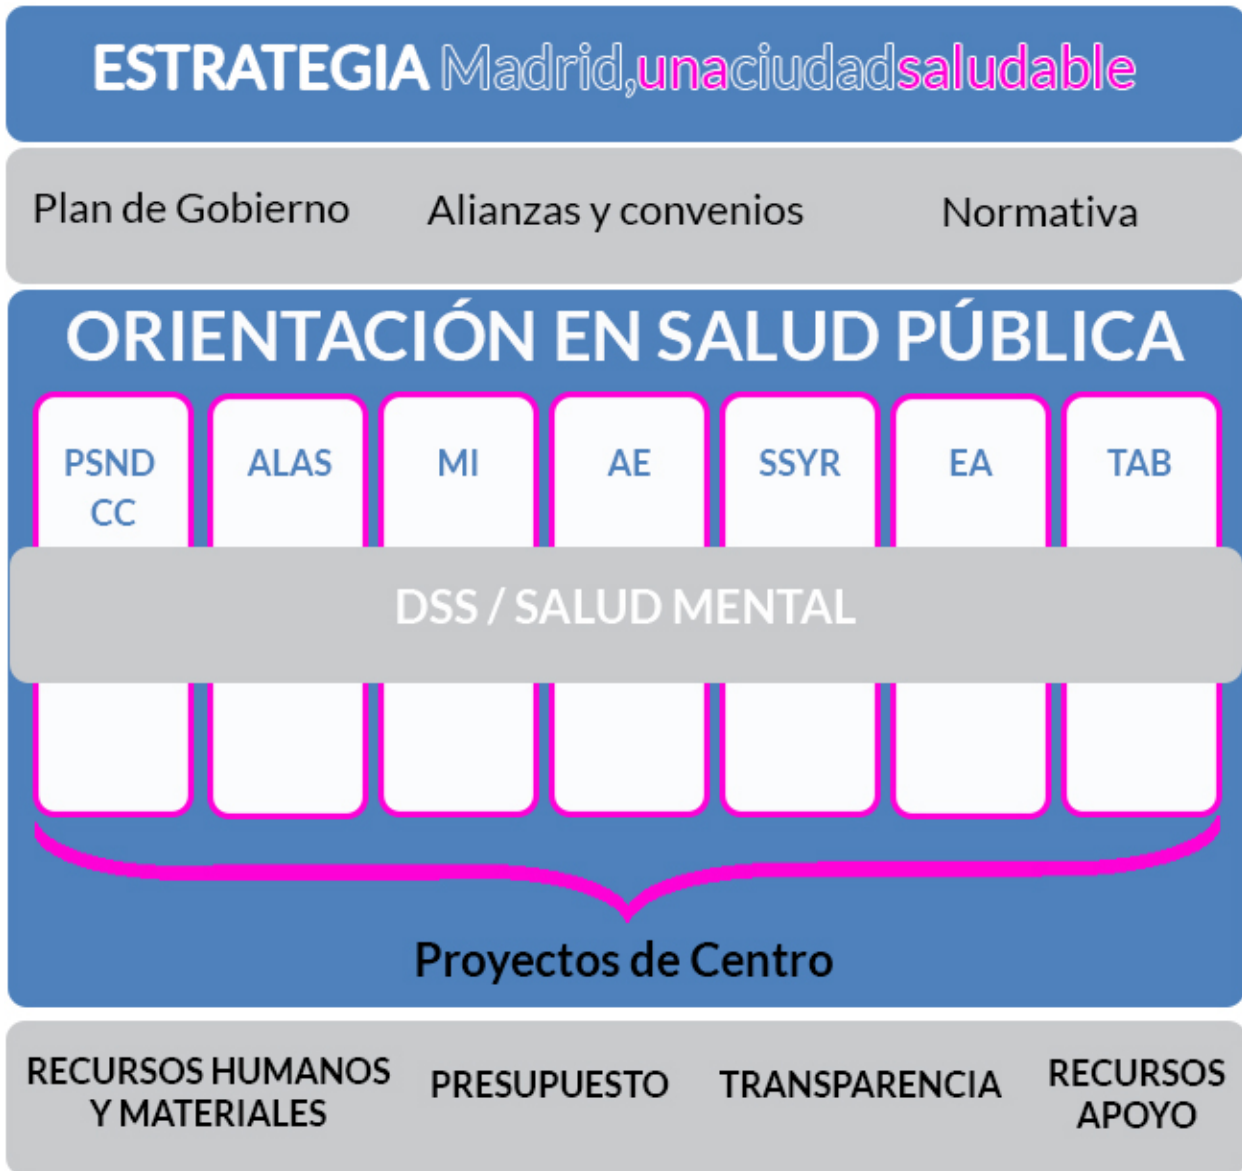 ESTRATEGIA Madrid,unaciudadsaludable
Plan de Gobierno Alianzas y convenios Normativa
ORIENTACIÓN EN SALUD PÚBLICA
PSND ALAS MI AE SSYR EA TAB
CC
DSS / SALUD MENTAL
Proyectos de Centro
RECURSOS HUMANOS
Y MATERIALES
PRESUPUESTO
TRANSPARENCIA
RECURSOS
APOYO